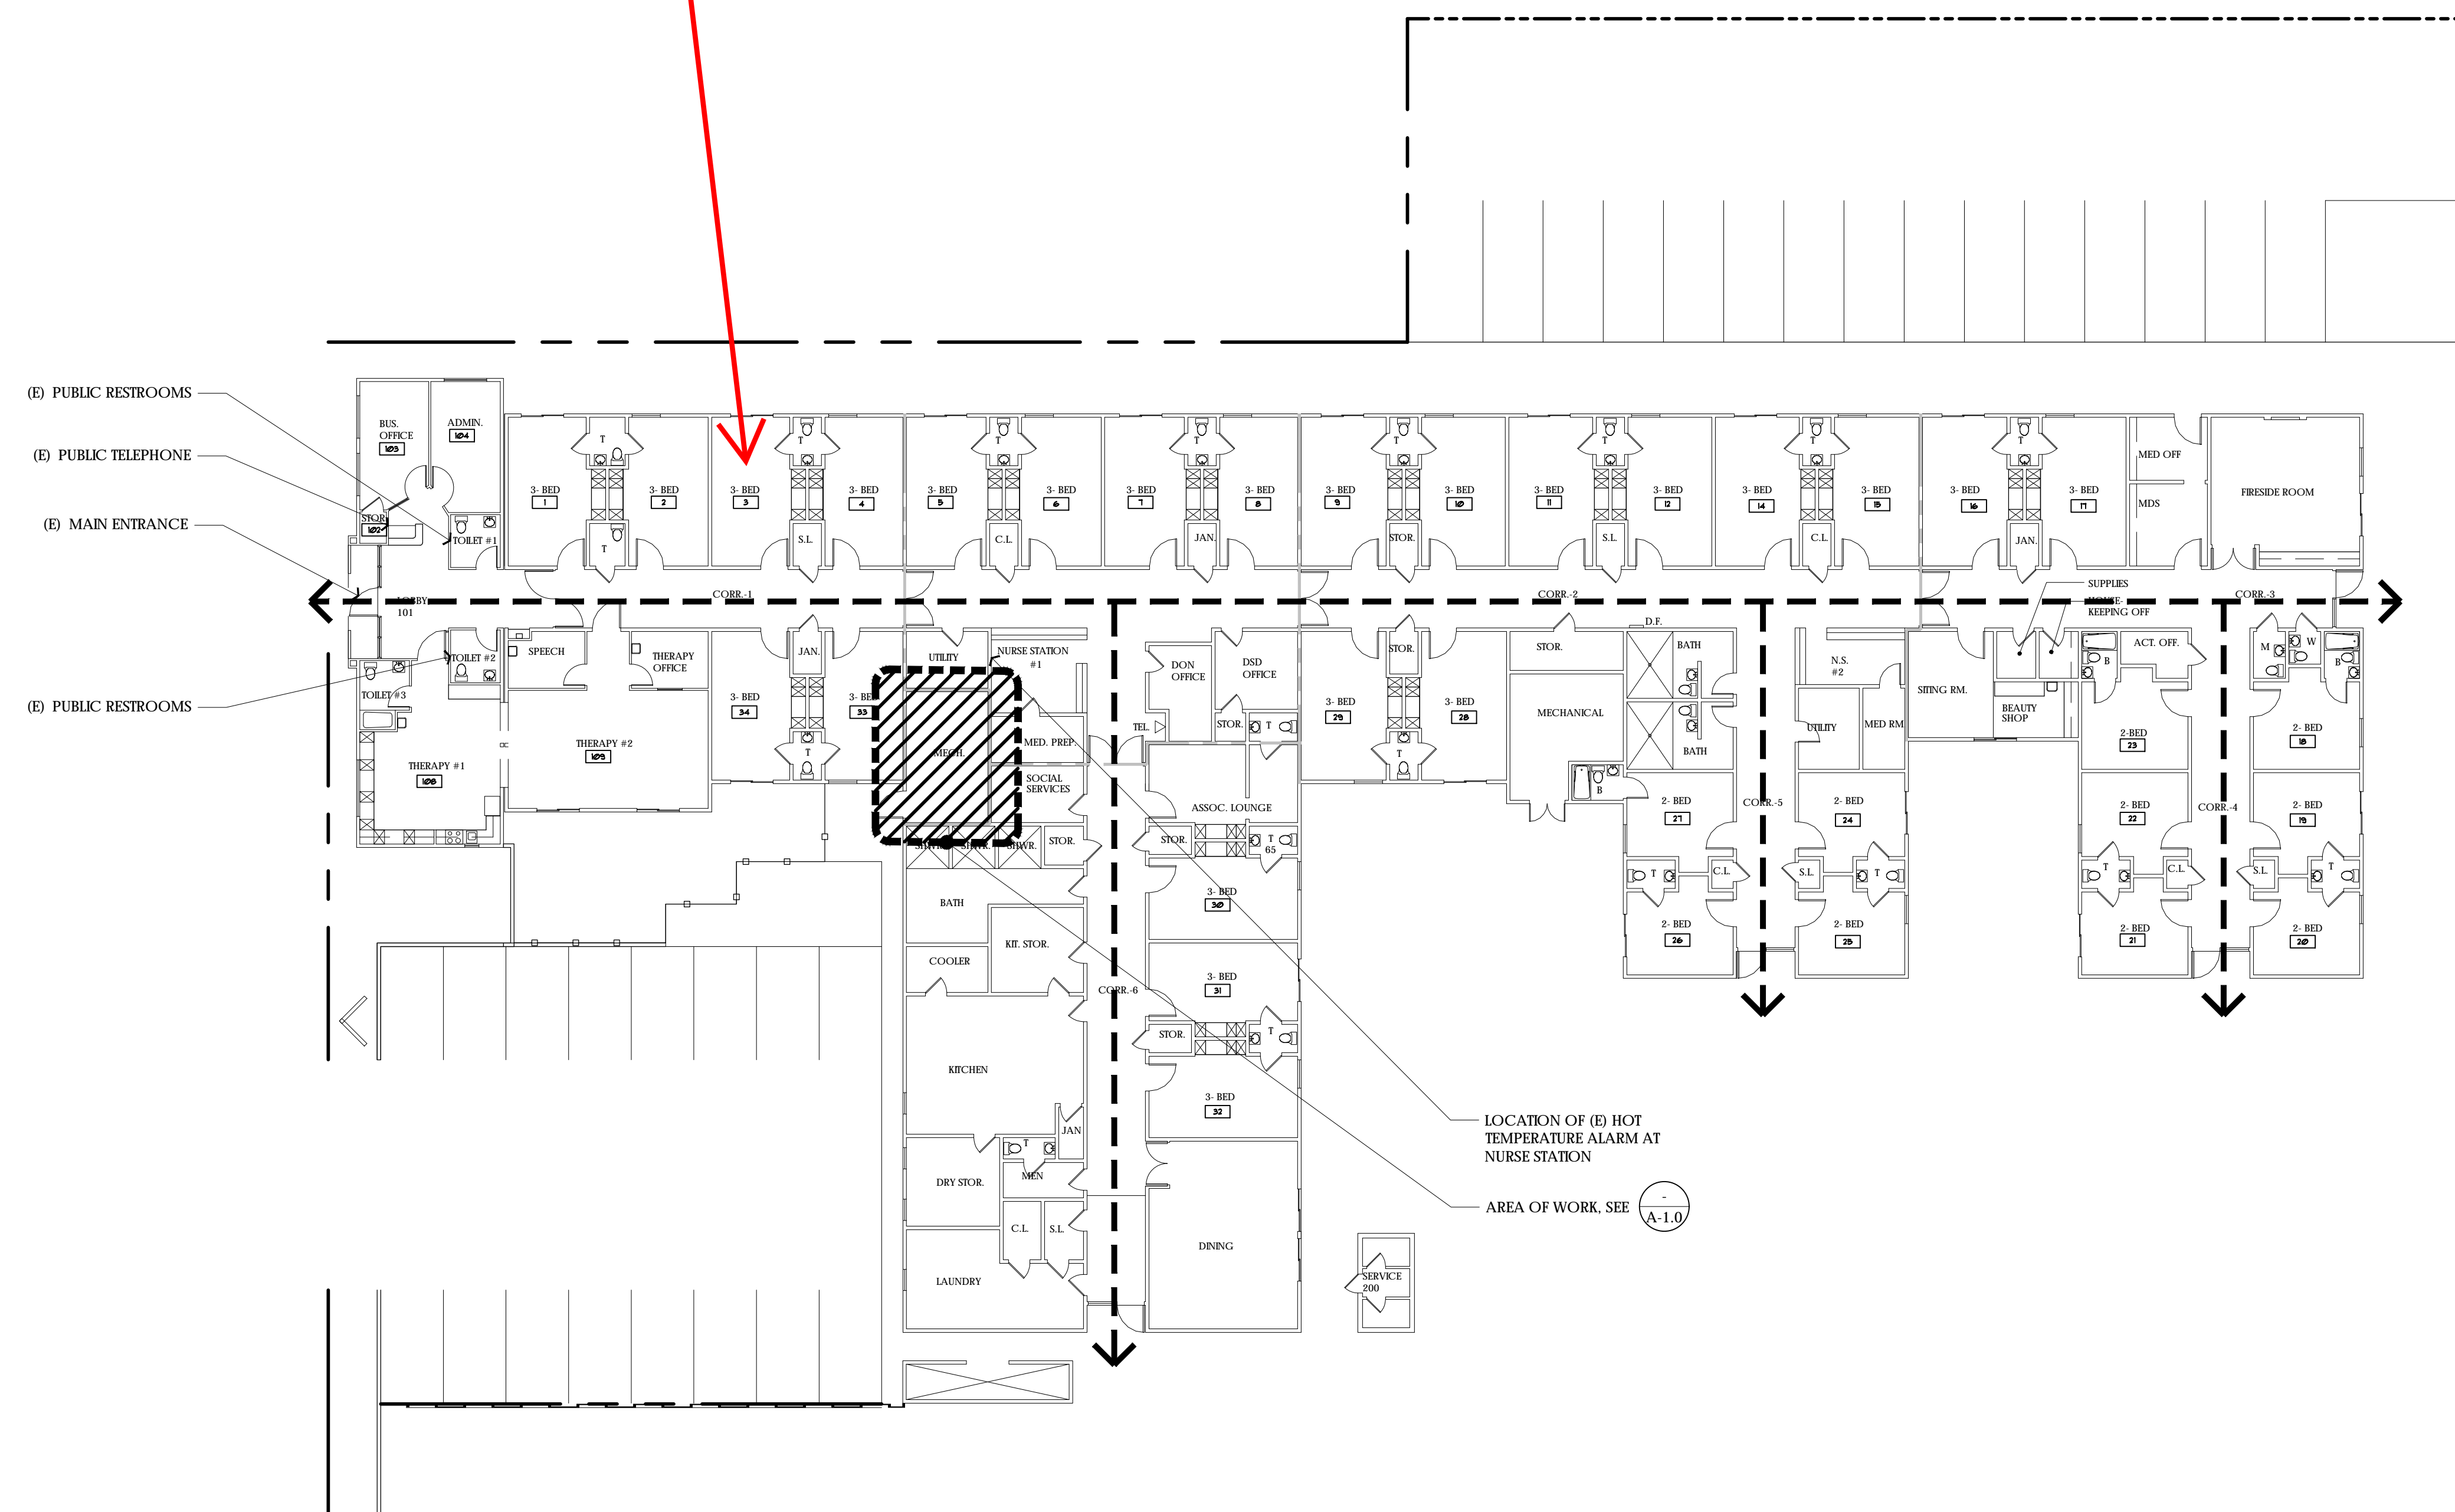 (E) PUBLIC RESTROOMS
(E) PUBLIC TELEPHONE
(E) MAIN ENTRANCE
(E) PUBLIC RESTROOMS
BUS.
OFFICE
103
ADMIN.
104
STOR.
102
TOILET #1
LOBBY
101
TOILET #2
TOILET #3
THERAPY #1
108
SPEECH
THERAPY
OFFICE
THERAPY #2
109
T
T
3- BED
1
3- BED
2
3- BED
3
T
S.L.
3- BED
4
3- BED
5
T
C.L.
3- BED
6
3- BED
7
T
JAN.
3- BED
8
3- BED
9
T
STOR.
3- BED
10
3- BED
11
T
S.L.
3- BED
12
3- BED
14
T
C.L.
3- BED
15
3- BED
16
T
JAN.
3- BED
17
MED OFF
MDS
FIRESIDE ROOM
CORR.-1
CORR.-2
CORR.-3
SUPPLIES
HOUSE-
KEEPING OFF
JAN.
3- BED
34
3- BED
33
T
UTILITY
NURSE STATION
#1
MECH.
MED. PREP.
SOCIAL
SERVICES
SHWR.
SHWR.
SHWR.
STOR.
BATH
KIT. STOR.
COOLER
KITCHEN
JAN
T
MEN
DRY STOR.
C.L.
S.L.
LAUNDRY
CORR.-6
DON
OFFICE
DSD
OFFICE
TEL.
STOR.
T
ASSOC. LOUNGE
STOR.
T
65
3- BED
30
3- BED
31
STOR.
T
3- BED
32
DINING
STOR.
3- BED
29
3- BED
28
T
STOR.
MECHANICAL
D.F.
BATH
BATH
B
2- BED
27
T
C.L.
2- BED
26
CORR.-5
N.S.
#2
UTILITY
MED RM
2- BED
24
S.L.
T
2- BED
25
SITING RM.
BEAUTY
SHOP
B
ACT. OFF.
2-BED
23
2- BED
22
T
C.L.
2- BED
21
CORR.-4
M
W
B
2- BED
18
2- BED
19
S.L.
T
2- BED
20
LOCATION OF (E) HOT
TEMPERATURE ALARM AT
NURSE STATION
AREA OF WORK, SEE
-
A-1.0
SERVICE
200